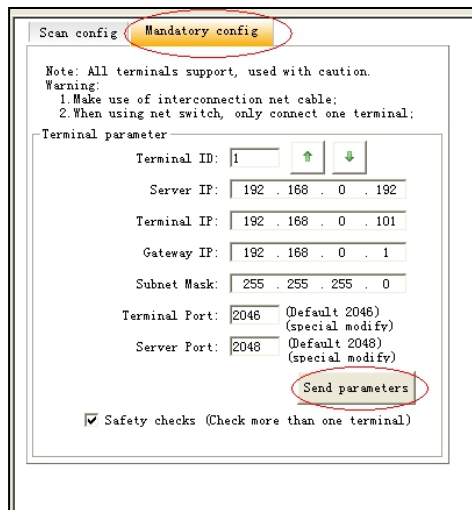 Scan config
Mandatory config
Note: All terminals support, used with caution.
Warning:
1.Make use of interconnection net cable;
2.When using net switch, only connect one terminal;
Terminal parameter
Terminal ID: 1
Server IP: 192 . 168 . 0 . 192
Terminal IP: 192 . 168 . 0 . 101
Gateway IP: 192 . 168 . 0 . 1
Subnet Mask: 255 . 255 . 255 . 0
Terminal Port: 2046 (Default 2046)
(special modify)
Server Port: 2048 (Default 2048)
(special modify)
Send parameters
Safety checks (Check more than one terminal)